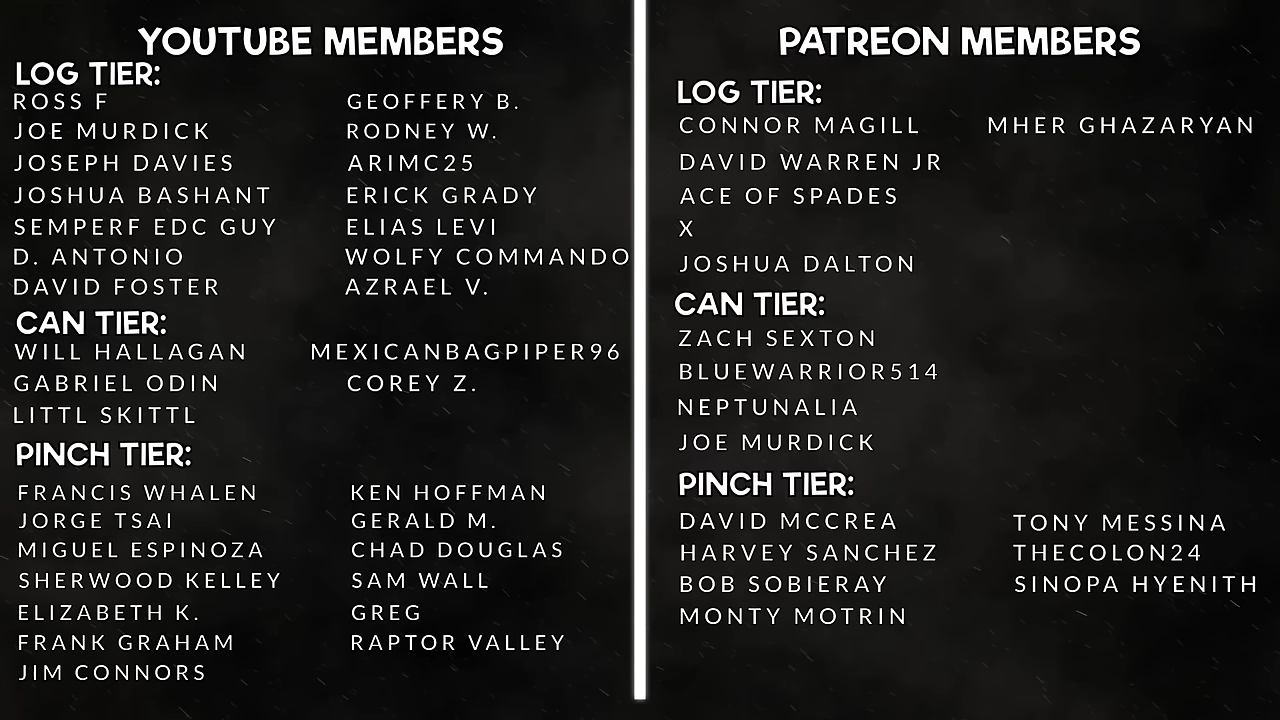 YOUTUBE MEMBERS
LOG TIER:
ROSS F
JOE MURDICK
JOSEPH DAVIES
JOSHUA BASHANT
SEMPERF EDC GUY
D. ANTONIO
DAVID FOSTER
GEOFFERY B.
RODNEY W.
ARIMC25
ERICK GRADY
ELIAS LEVI
WOLFY COMMANDO
AZRAEL V.
CAN TIER:
WILL HALLAGAN
GABRIEL ODIN
LITTL SKITTL
MEXICANBAGPIPER96
COREY Z.
PINCH TIER:
FRANCIS WHALEN
JORGE TSAI
MIGUEL ESPINOZA
SHERWOOD KELLEY
ELIZABETH K.
FRANK GRAHAM
JIM CONNORS
KEN HOFFMAN
GERALD M.
CHAD DOUGLAS
SAM WALL
GREG
RAPTOR VALLEY
PATREON MEMBERS
LOG TIER:
CONNOR MAGILL
DAVID WARREN JR
ACE OF SPADES
X
JOSHUA DALTON
MHER GHAZARYAN
CAN TIER:
ZACH SEXTON
BLUEWARRIOR514
NEPTUNALIA
JOE MURDICK
PINCH TIER:
DAVID MCCREA
HARVEY SANCHEZ
BOB SOBIERAY
MONTY MOTRIN
TONY MESSINA
THECOLON24
SINOPA HYENITH